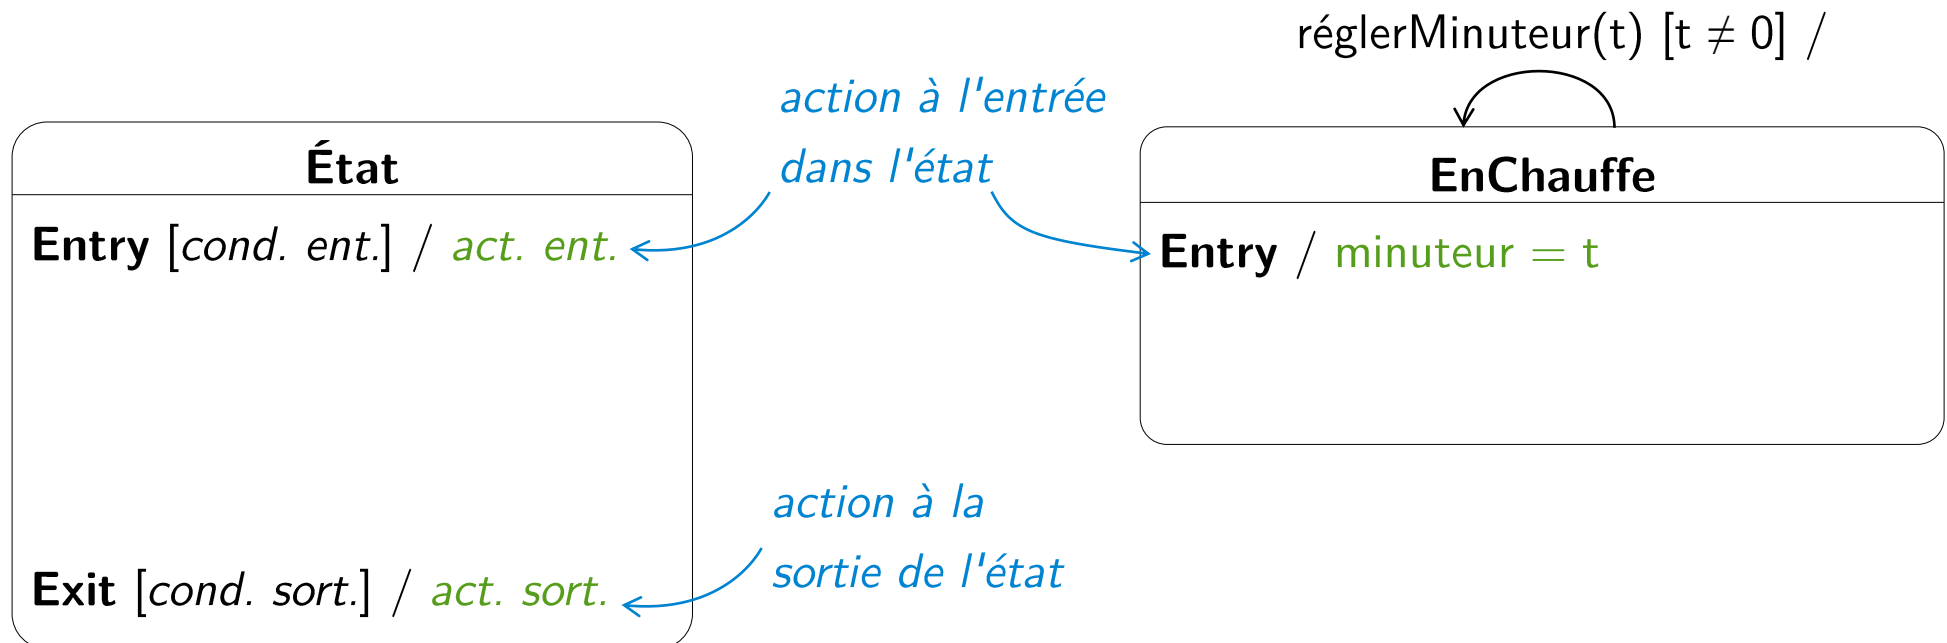 réglerMinuteur(t) [t ≠ 0] /
action à l'entrée
dans l'état
État
Entry [cond. ent.] / act. ent.
EnChauffe
Entry / minuteur = t
action à la
sortie de l'état
Exit [cond. sort.] / act. sort.